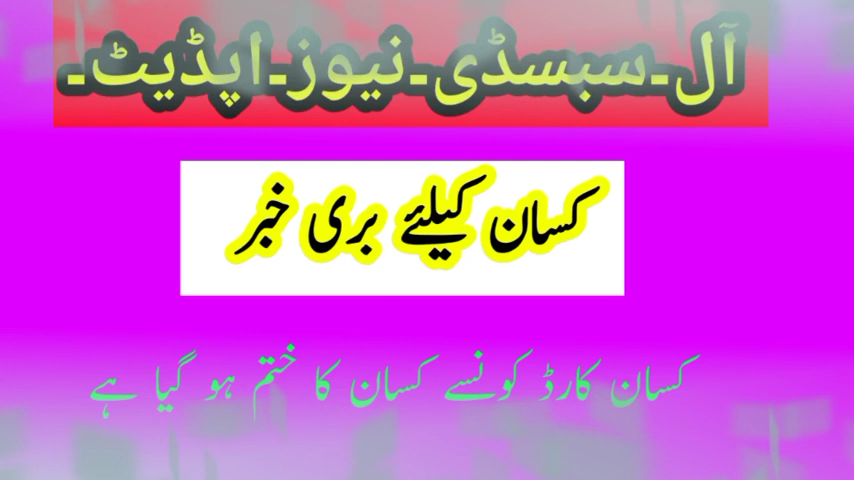 آل۔سبسڈی۔نیوز۔اپڈیٹ۔
کسان کیلئے بری خبر
کسان کارڈ کونسے کسان کا ختم ہو گیا ہے